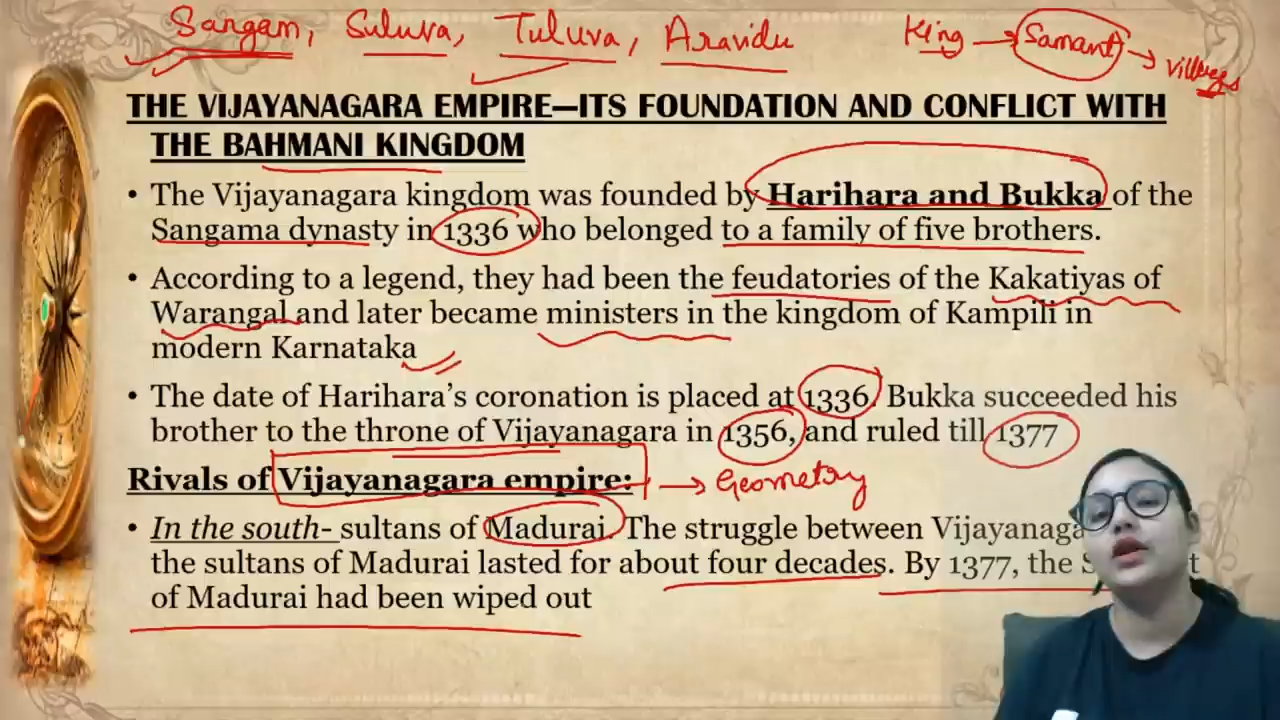 Sangam, Suluva, Tuluva, Aravidu
King → Samant → villages
THE VIJAYANAGARA EMPIRE—ITS FOUNDATION AND CONFLICT WITH
THE BAHMANI KINGDOM
• The Vijayanagara kingdom was founded by Harihara and Bukka of the
Sangama dynasty in 1336 who belonged to a family of five brothers.
• According to a legend, they had been the feudatories of the Kakatiyas of
Warangal and later became ministers in the kingdom of Kampili in
modern Karnataka
• The date of Harihara’s coronation is placed at 1336. Bukka succeeded his
brother to the throne of Vijayanagara in 1356, and ruled till 1377
Rivals of Vijayanagara empire: → Geometry
• In the south- sultans of Madurai. The struggle between Vijayanaga
the sultans of Madurai lasted for about four decades. By 1377, the S t
of Madurai had been wiped out